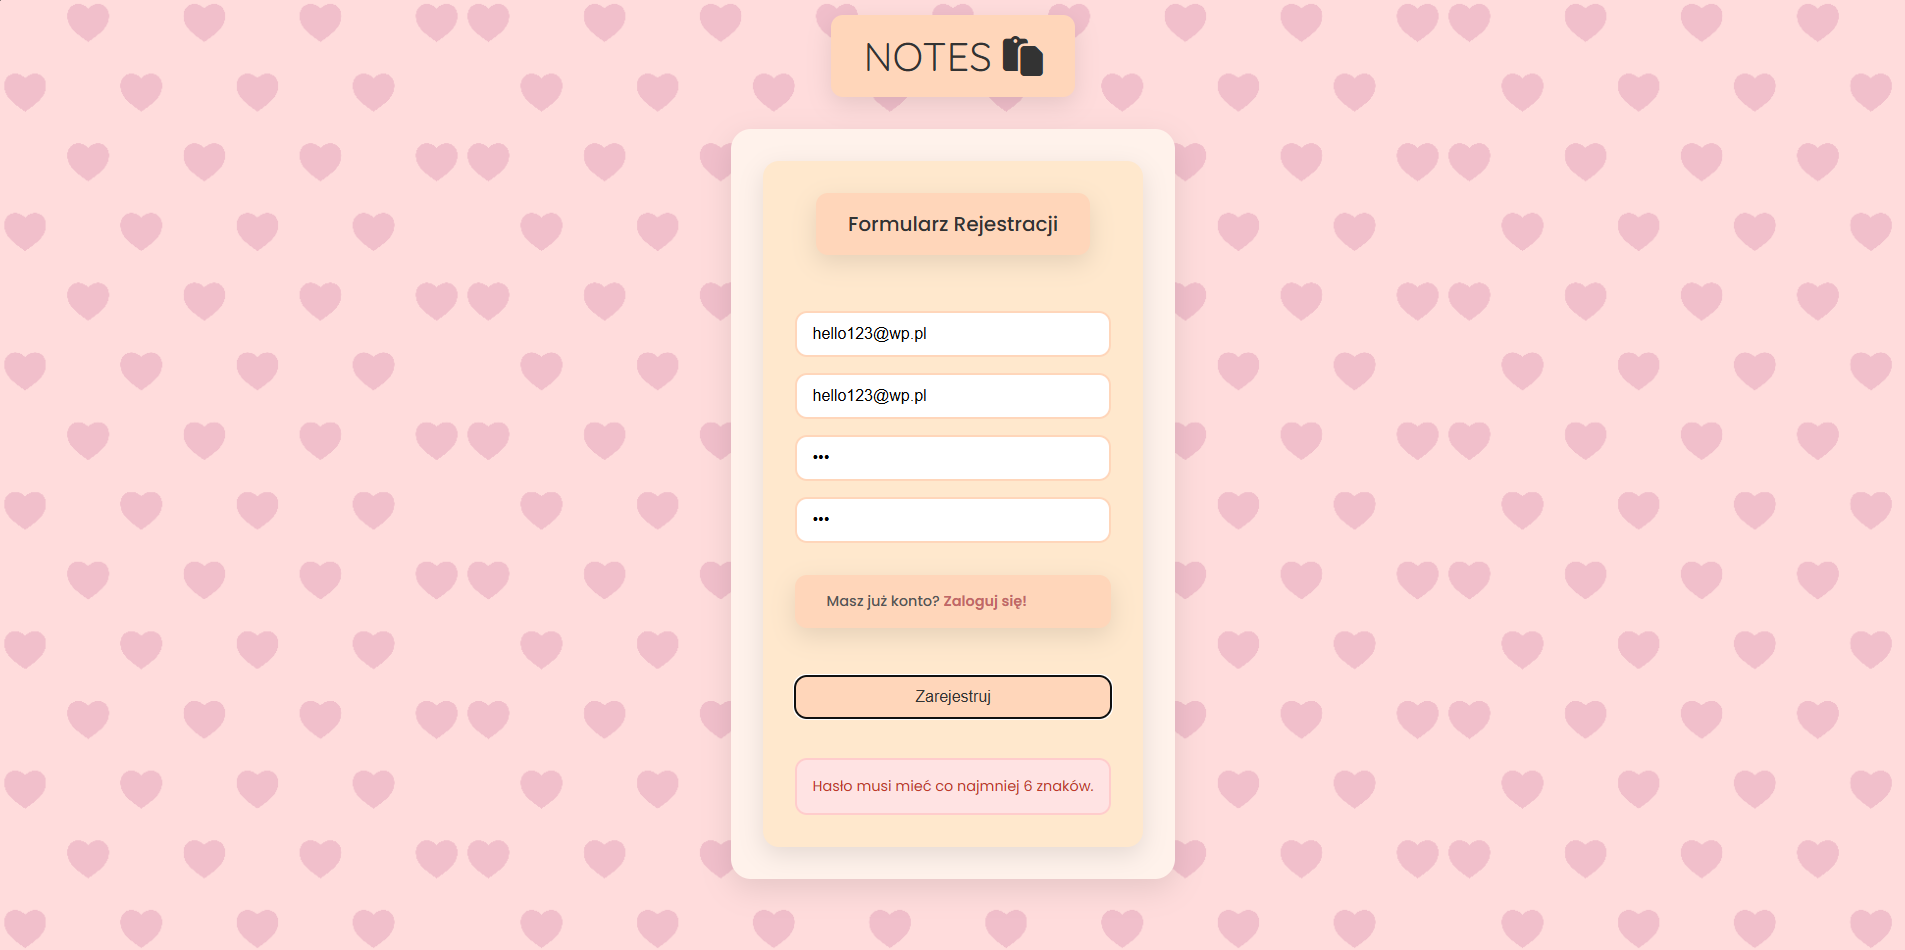 NOTES
Formularz Rejestracji
hello123@wp.pl
hello123@wp.pl
•••
•••
Masz już konto? Zaloguj się!
Zarejestruj
Hasło musi mieć co najmniej 6 znaków.